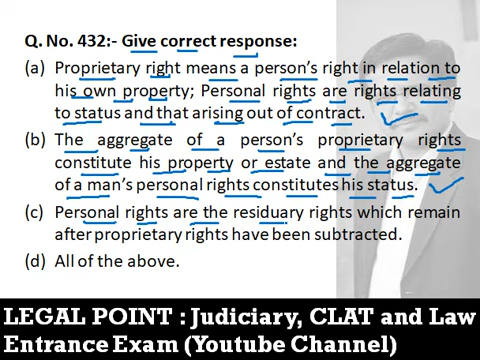 Q. No. 432:- Give correct response:
(a) Proprietary right means a person's right in relation to
his own property; Personal rights are rights relating
to status and that arising out of contract.
(b) The aggregate of a person's proprietary rights
constitute his property or estate and the aggregate
of a man's personal rights constitutes his status.
(c) Personal rights are the residuary rights which remain
after proprietary rights have been subtracted.
(d) All of the above.
LEGAL POINT : Judiciary, CLAT and Law
Entrance Exam (Youtube Channel)